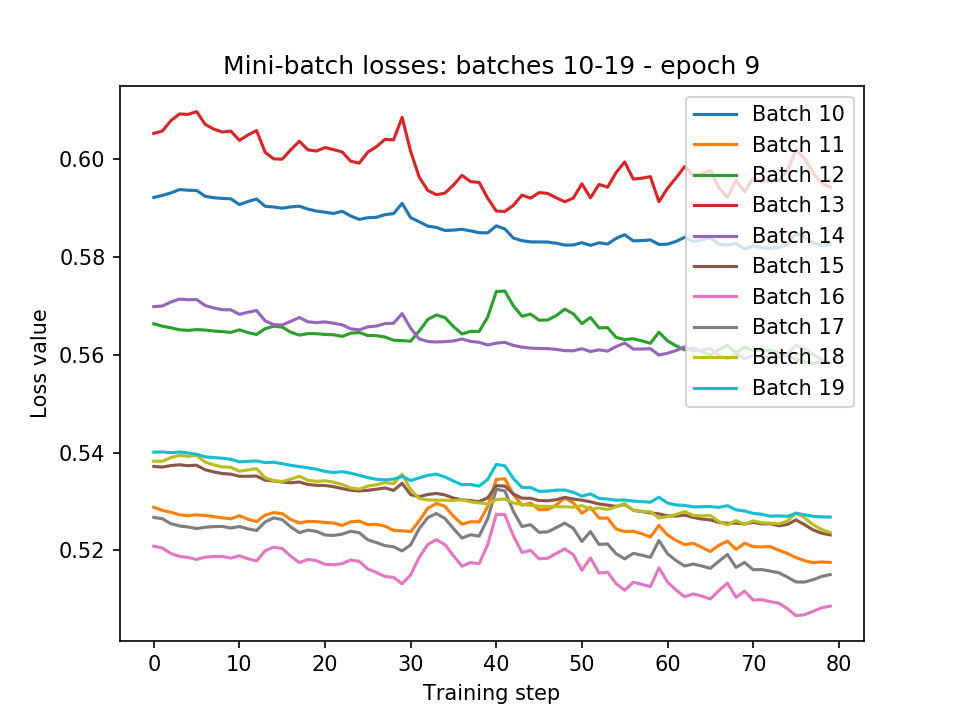 Mini-batch losses: batches 10-19 - epoch 9
Batch 10
Batch 11
Batch 12
Batch 13
Batch 14
Batch 15
Batch 16
Batch 17
Batch 18
Batch 19
0.60
0.58
0.56
0.54
0.52
Loss value
0 10 20 30 40 50 60 70 80
Training step